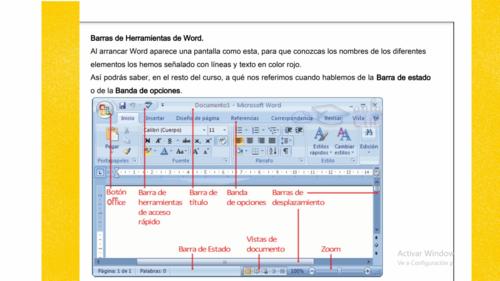 Barras de Herramientas de Word.
Al arrancar Word aparece una pantalla como esta, para que conozcas los nombres de los diferentes
elementos los hemos señalado con líneas y texto en color rojo.
Así podrás saber, en el resto del curso, a qué nos referimos cuando hablemos de la Barra de estado
o de la Banda de opciones.
Documento1 - Microsoft Word
Inicio Insertar Diseño de página Referencias Correspondencia Revisar Vista
Calibri (Cuerpo) 11
Pegar
Estilos rápidos Cambiar estilos Edición
Portapapeles Fuente Párrafo Estilos
Botón Office
Barra de herramientas de acceso rápido
Barra de título
Banda de opciones
Barras de desplazamiento
Barra de Estado
Vistas de documento
Zoom
Activar Window
Ve a Configuración p
Página: 1 de 1 Palabras: 0 100%